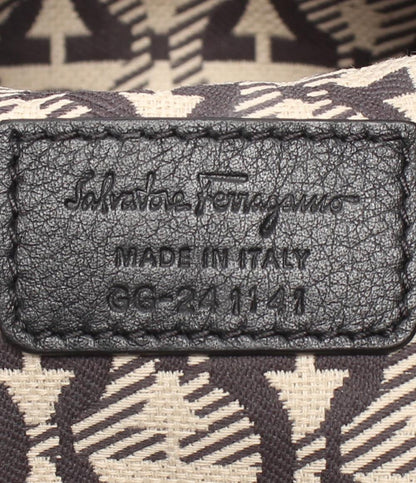 Salvatore Ferragamo
MADE IN ITALY
GG-24 1141